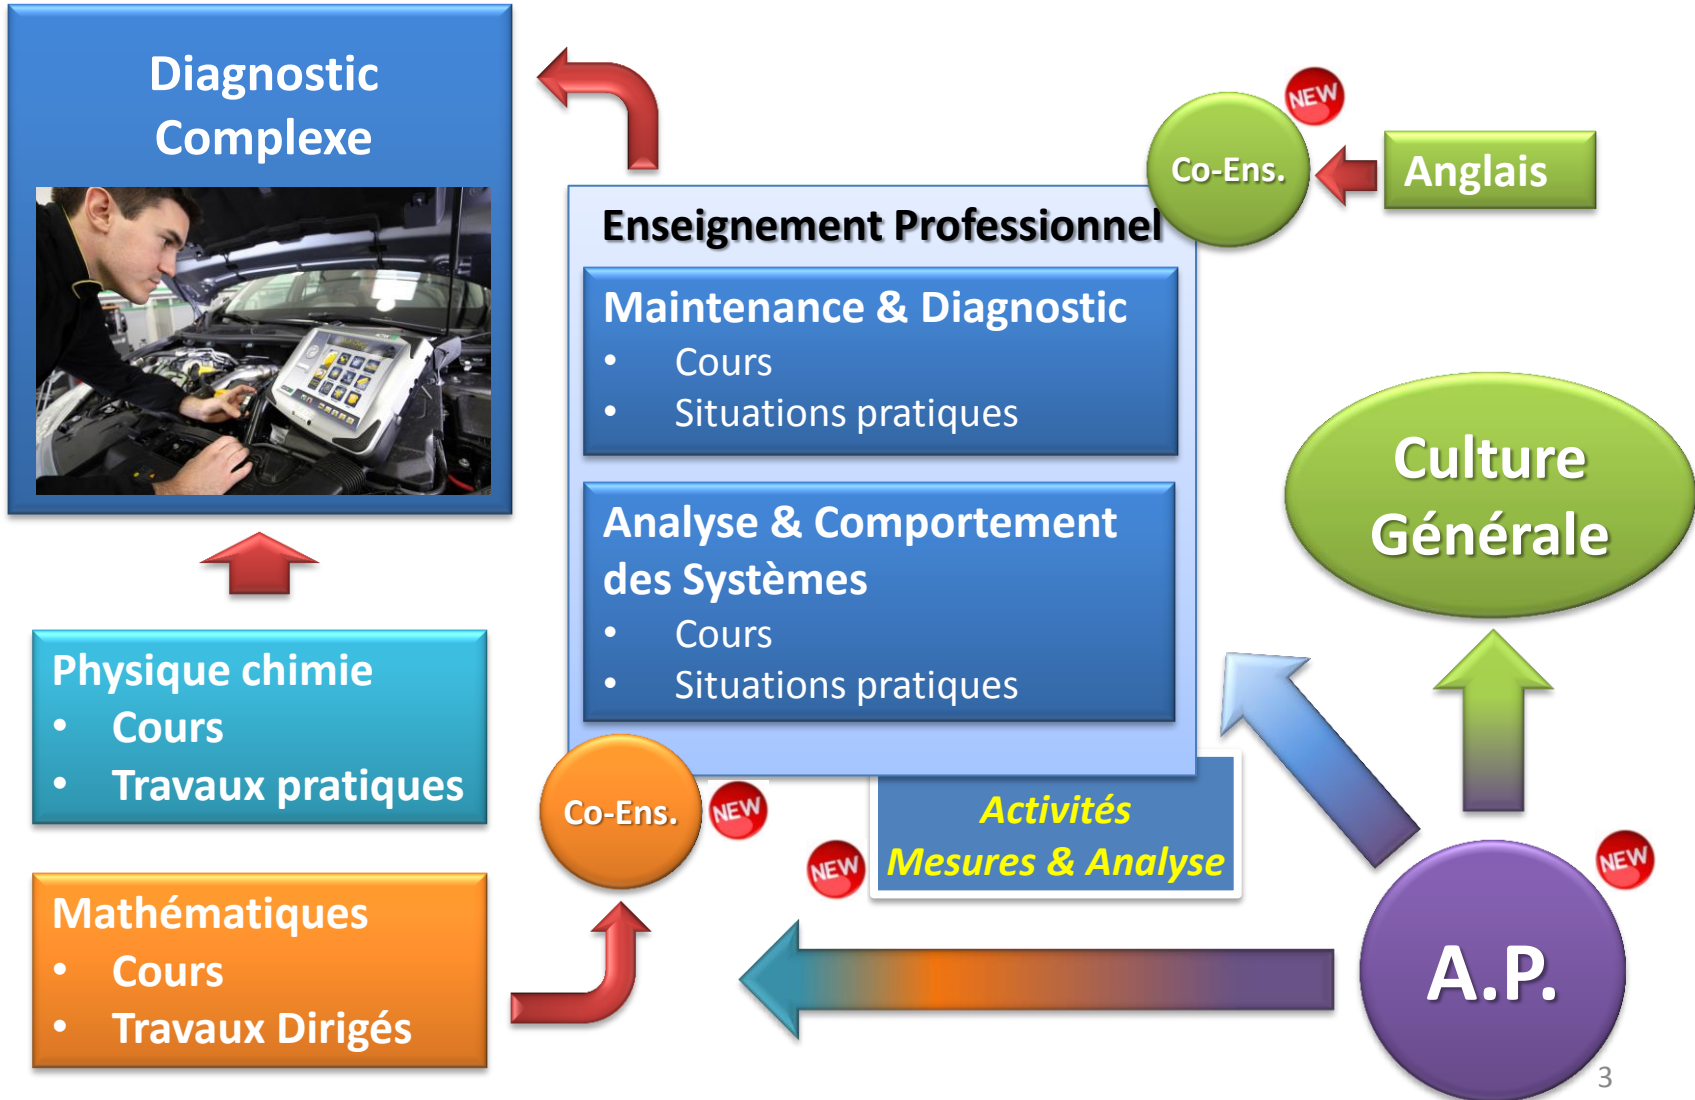 Diagnostic
Complexe
NEW
Co-Ens.
Anglais
Enseignement Professionnel
Maintenance & Diagnostic
• Cours
• Situations pratiques
Analyse & Comportement
des Systèmes
• Cours
• Situations pratiques
Culture
Générale
Physique chimie
• Cours
• Travaux pratiques
Co-Ens.
NEW
NEW
Activités
Mesures & Analyse
NEW
Mathématiques
• Cours
• Travaux Dirigés
A.P.
3